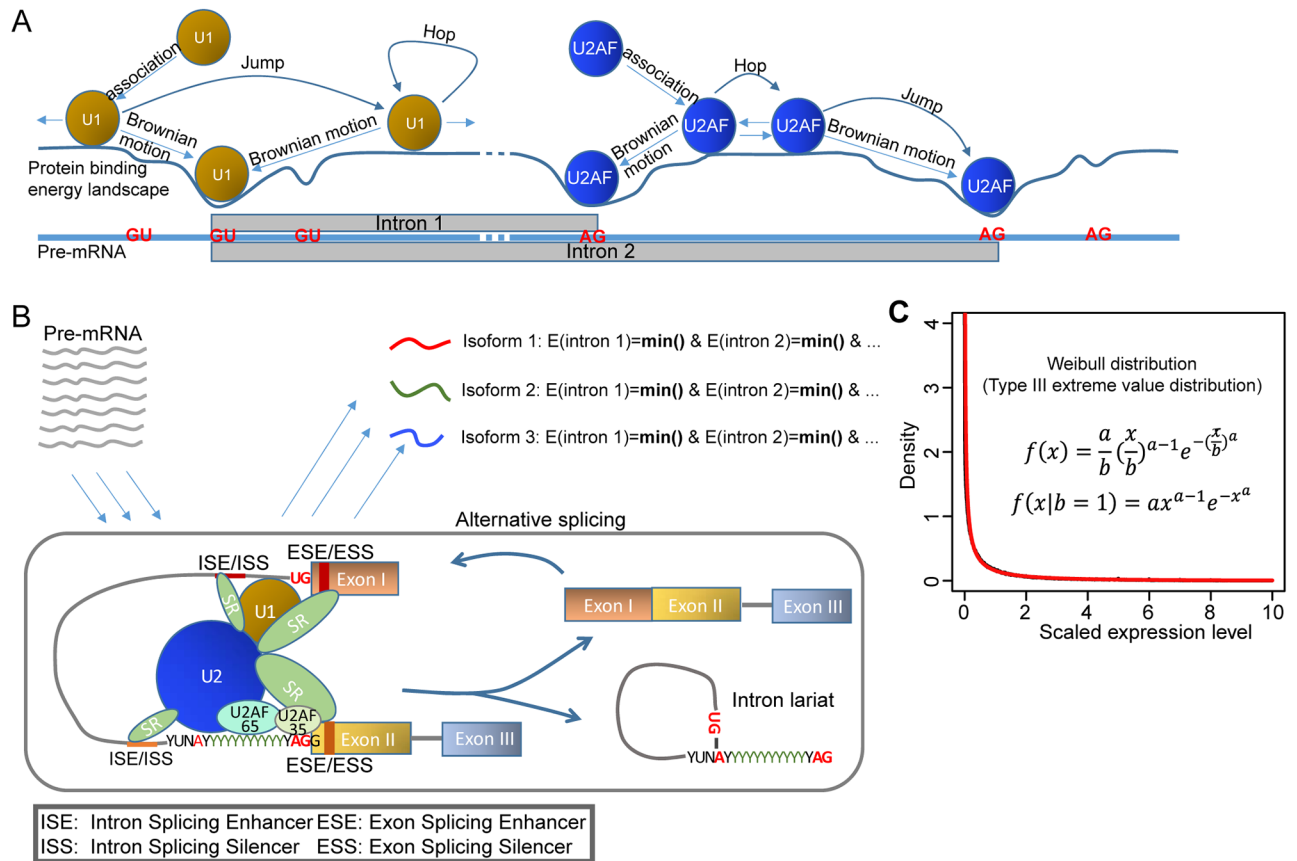 A
U1
Hop
U2AF
association
Jump
association
Hop
Jump
U1
U1
U2AF
U2AF
Brownian
motion
Brownian motion
Brownian
motion
Brownian motion
Protein binding
energy landscape
U1
U2AF
U2AF
Intron 1
GU
GU
GU
AG
AG
AG
Pre-mRNA
Intron 2
B
Pre-mRNA
Isoform 1: E(intron 1)=min() & E(intron 2)=min() & ...
Isoform 2: E(intron 1)=min() & E(intron 2)=min() & ...
Isoform 3: E(intron 1)=min() & E(intron 2)=min() & ...
Alternative splicing
ISE/ISS
ESE/ESS
UG
Exon I
SR
U1
SR
U2
SR
SR
U2AF
65
U2AF
35
YUNAYYYYYYYYYYAGG
ISE/ISS
ESE/ESS
Exon II
Exon III
Exon I
Exon II
Exon III
Intron lariat
UG
YUNAYYYYYYYYYYAG
ISE: Intron Splicing Enhancer ESE: Exon Splicing Enhancer
ISS: Intron Splicing Silencer ESS: Exon Splicing Silencer
C
Density
4
3
2
1
0
Weibull distribution
(Type III extreme value distribution)
f(x) = a/b (x/b)^{a−1} e^{−(x/b)^a}
f(x|b = 1) = ax^{a−1}e^{−x^a}
0 2 4 6 8 10
Scaled expression level